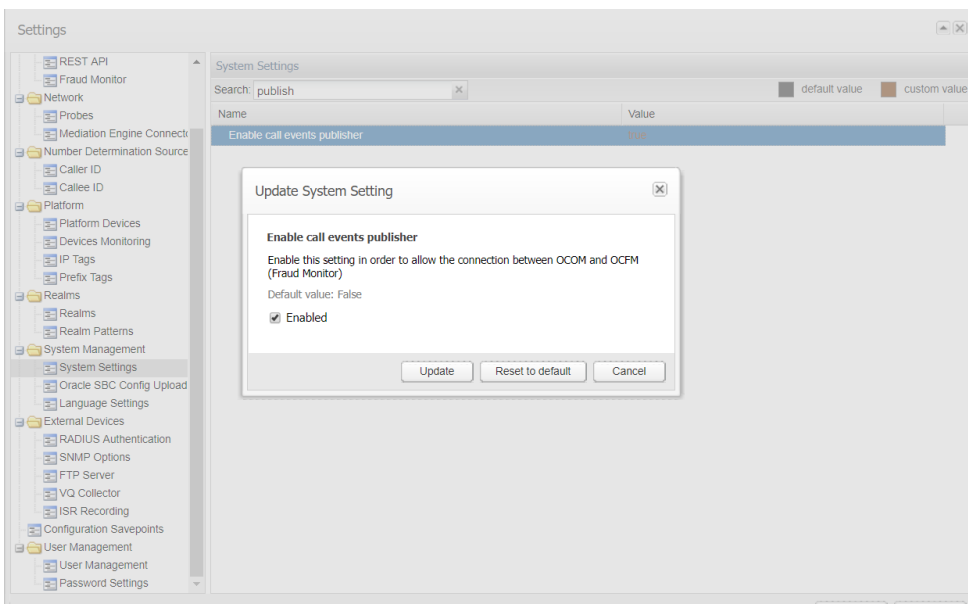 Settings
REST API
Fraud Monitor
Network
Probes
Mediation Engine Connecto
Number Determination Source
Caller ID
Callee ID
Platform
Platform Devices
Devices Monitoring
IP Tags
Prefix Tags
Realms
Realms
Realm Patterns
System Management
System Settings
Oracle SBC Config Upload
Language Settings
External Devices
RADIUS Authentication
SNMP Options
FTP Server
VQ Collector
ISR Recording
Configuration Savepoints
User Management
User Management
Password Settings
System Settings
Search: publish
default value
custom value
Name
Value
Enable call events publisher
Update System Setting
Enable call events publisher
Enable this setting in order to allow the connection between OCOM and OCFM
(Fraud Monitor)
Default value: False
Enabled
Update
Reset to default
Cancel